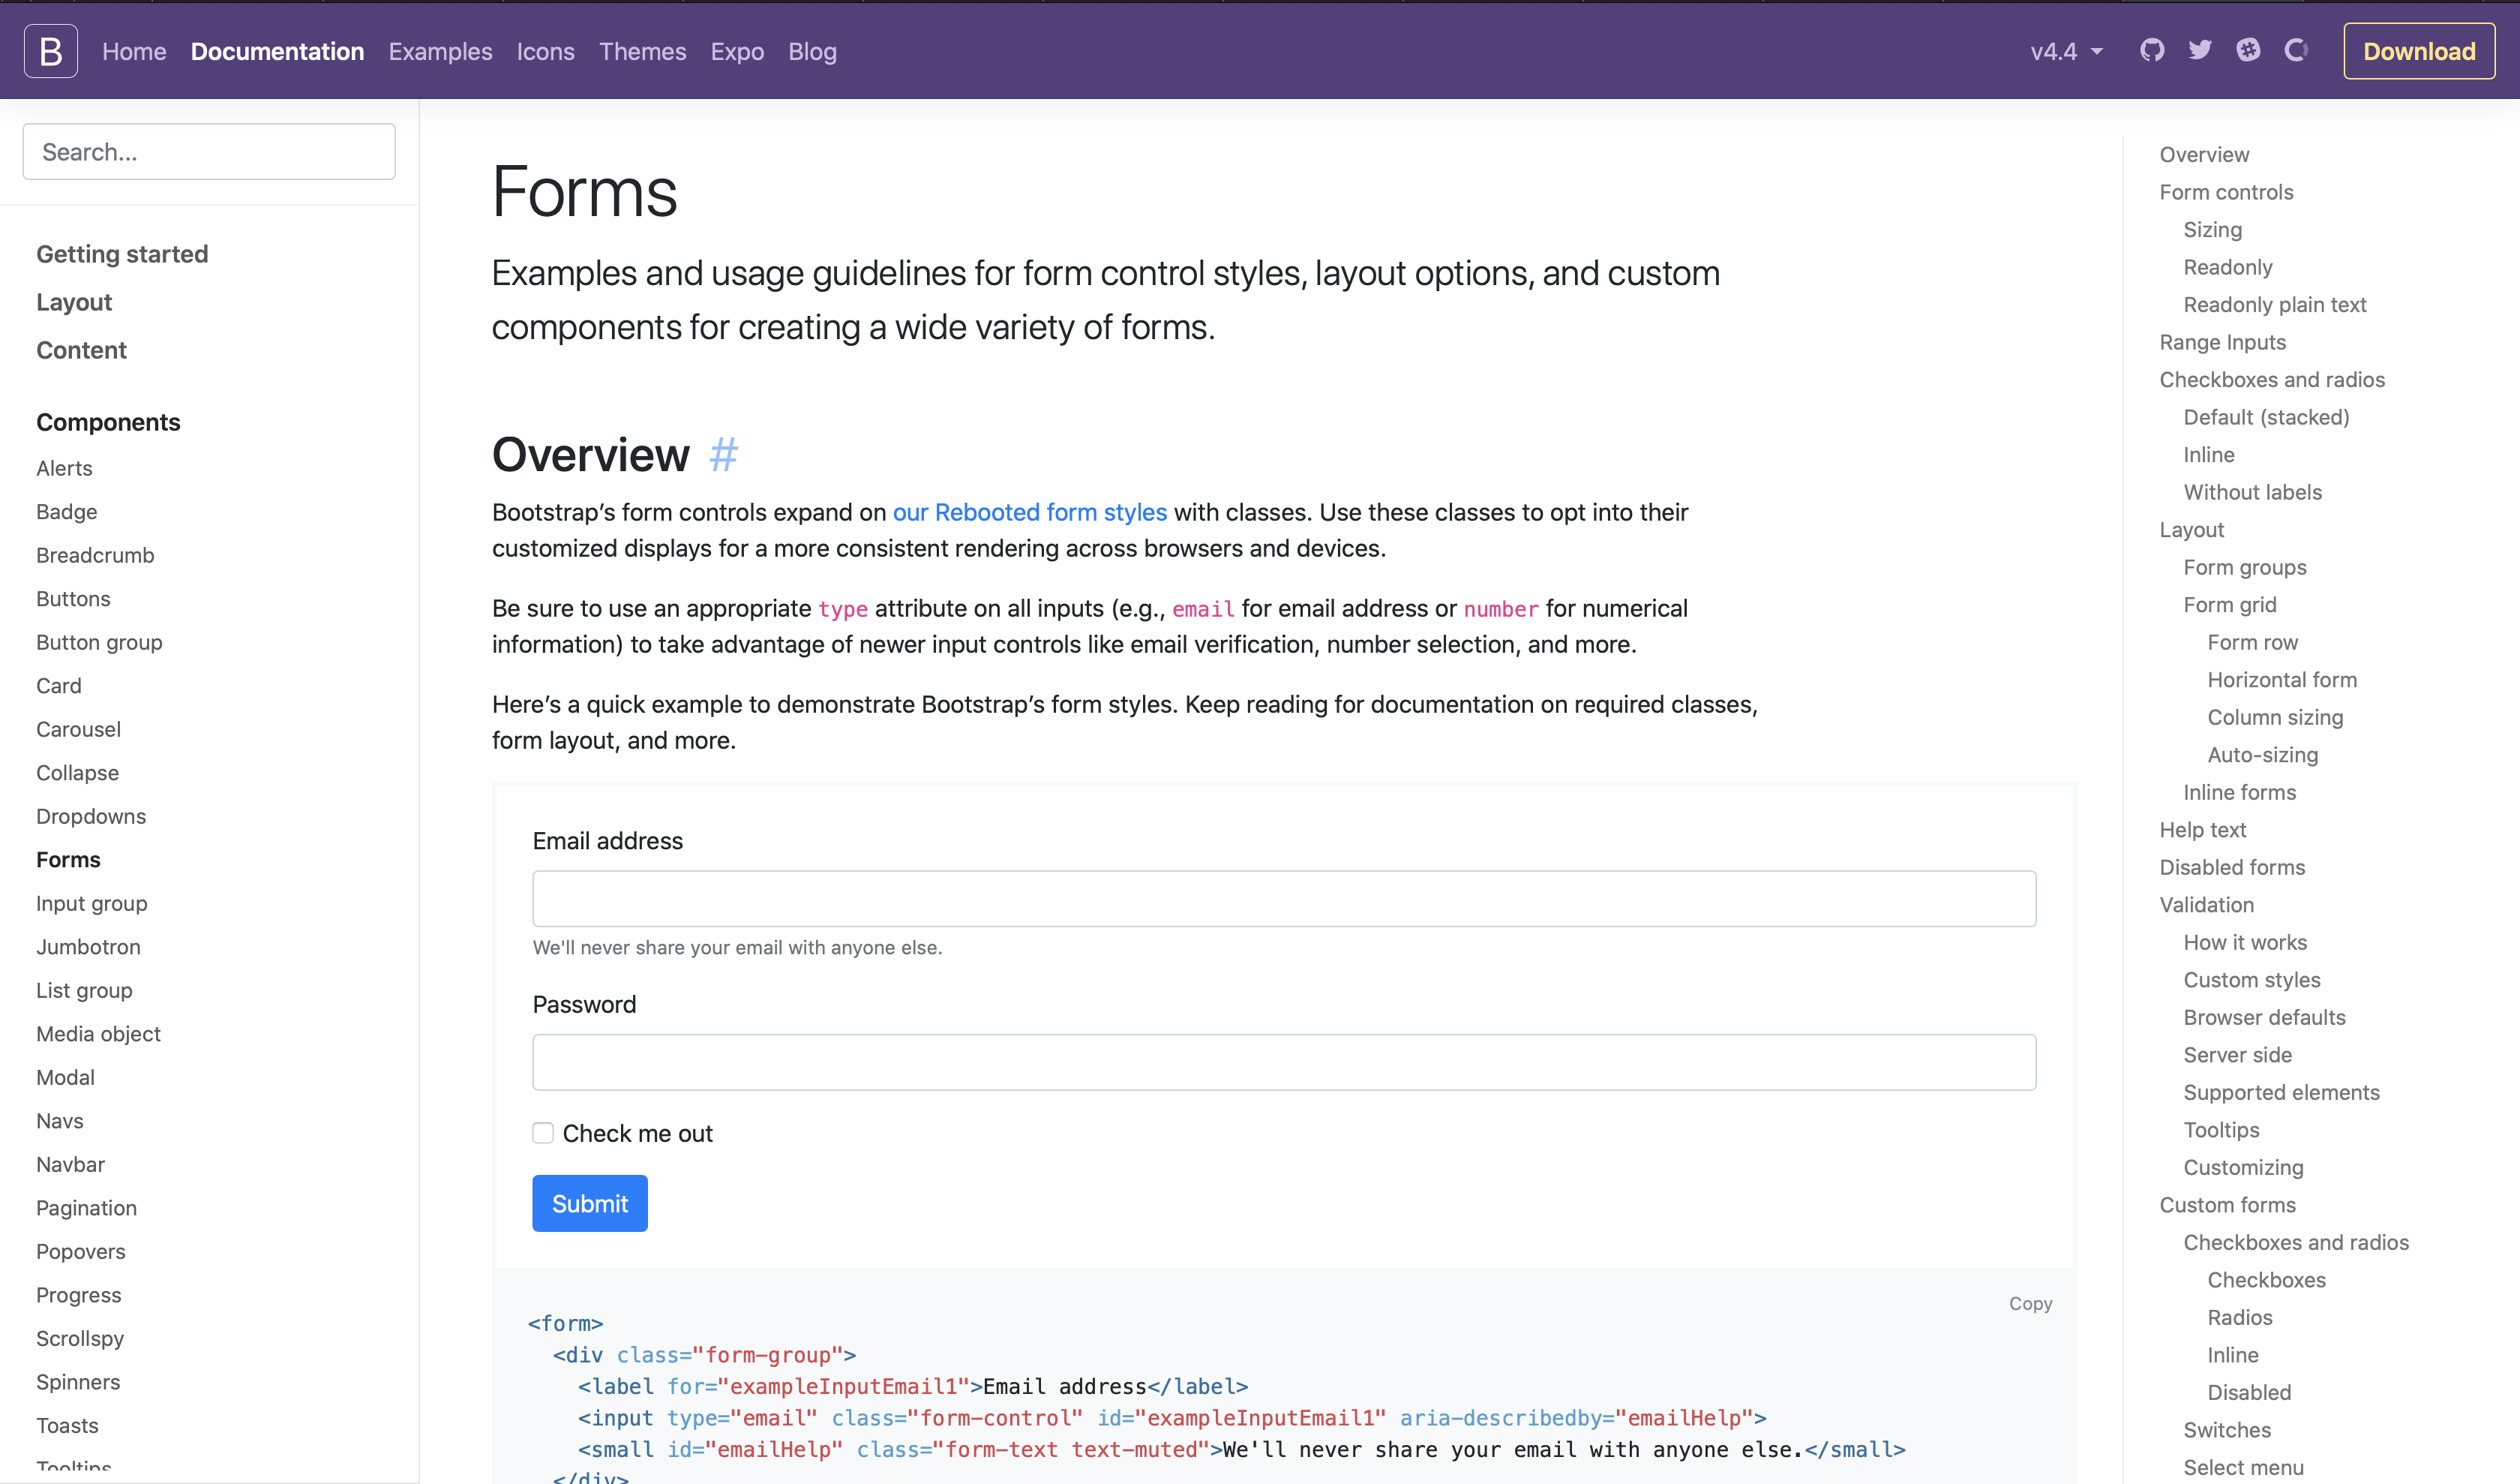 B Home Documentation Examples Icons Themes Expo Blog v4.4 Download
Search...
Getting started
Layout
Content
Components
Alerts
Badge
Breadcrumb
Buttons
Button group
Card
Carousel
Collapse
Dropdowns
Forms
Input group
Jumbotron
List group
Media object
Modal
Navs
Navbar
Pagination
Popovers
Progress
Scrollspy
Spinners
Toasts
Tooltips
Forms
Examples and usage guidelines for form control styles, layout options, and custom
components for creating a wide variety of forms.
Overview #
Bootstrap’s form controls expand on our Rebooted form styles with classes. Use these classes to opt into their
customized displays for a more consistent rendering across browsers and devices.
Be sure to use an appropriate type attribute on all inputs (e.g., email for email address or number for numerical
information) to take advantage of newer input controls like email verification, number selection, and more.
Here’s a quick example to demonstrate Bootstrap’s form styles. Keep reading for documentation on required classes,
form layout, and more.
Email address
We'll never share your email with anyone else.
Password
Check me out
Submit
Copy
<form>
  <div class="form-group">
    <label for="exampleInputEmail1">Email address</label>
    <input type="email" class="form-control" id="exampleInputEmail1" aria-describedby="emailHelp">
    <small id="emailHelp" class="form-text text-muted">We'll never share your email with anyone else.</small>
  </div>
Overview
Form controls
Sizing
Readonly
Readonly plain text
Range Inputs
Checkboxes and radios
Default (stacked)
Inline
Without labels
Layout
Form groups
Form grid
Form row
Horizontal form
Column sizing
Auto-sizing
Inline forms
Help text
Disabled forms
Validation
How it works
Custom styles
Browser defaults
Server side
Supported elements
Tooltips
Customizing
Custom forms
Checkboxes and radios
Checkboxes
Radios
Inline
Disabled
Switches
Select menu